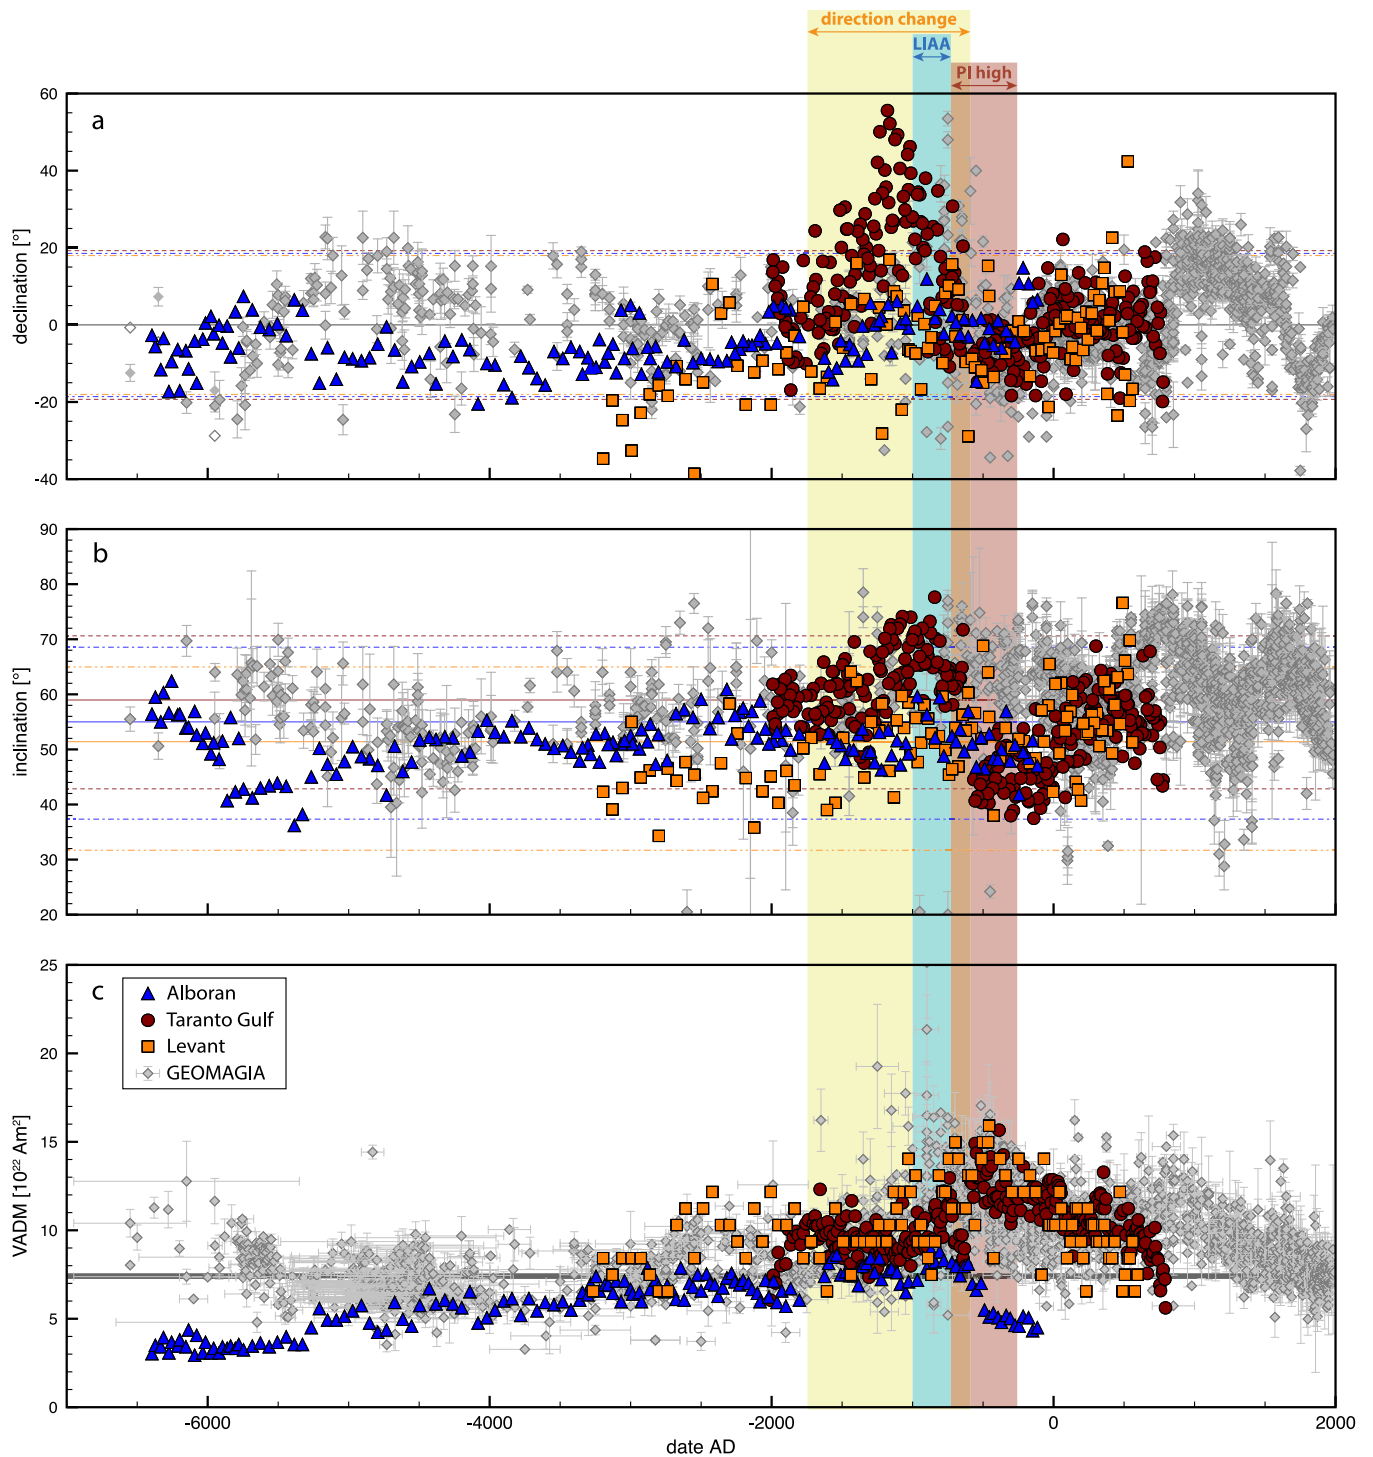 direction change
LIAA
PI high
a
60
40
20
0
-20
-40
declination [°]
b
90
80
70
60
50
40
30
20
inclination [°]
c
25
20
15
10
5
0
VADM [10²² Am²]
Alboran
Taranto Gulf
Levant
GEOMAGIA
-6000 -4000 -2000 0 2000
date AD